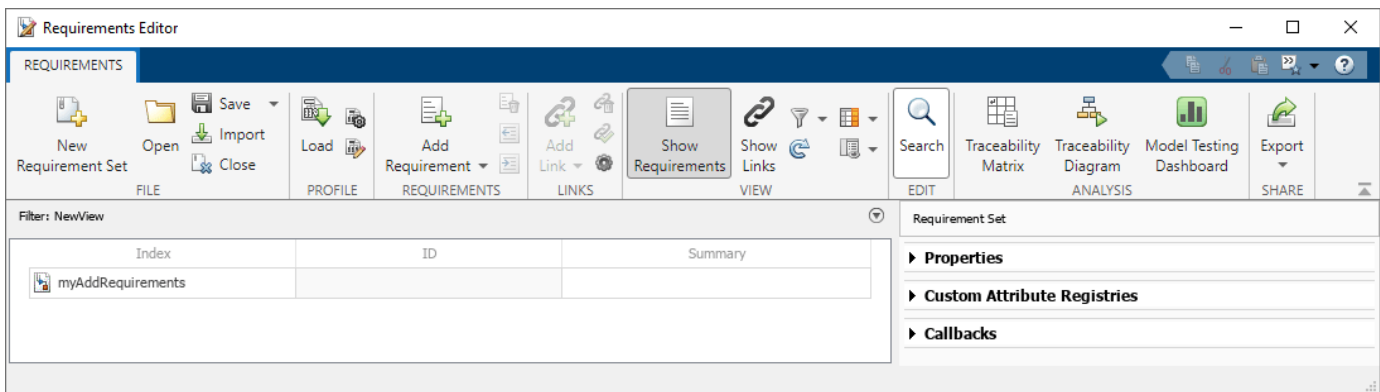 Requirements Editor
REQUIREMENTS
New
Requirement Set
Open
Save
Import
Close
FILE
Load
PROFILE
Add
Requirement
REQUIREMENTS
Add
Link
LINKS
Show
Requirements
Show
Links
VIEW
Search
EDIT
Traceability
Matrix
Traceability
Diagram
Model Testing
Dashboard
ANALYSIS
Export
SHARE
Filter: NewView
Index ID Summary
myAddRequirements
Requirement Set
Properties
Custom Attribute Registries
Callbacks